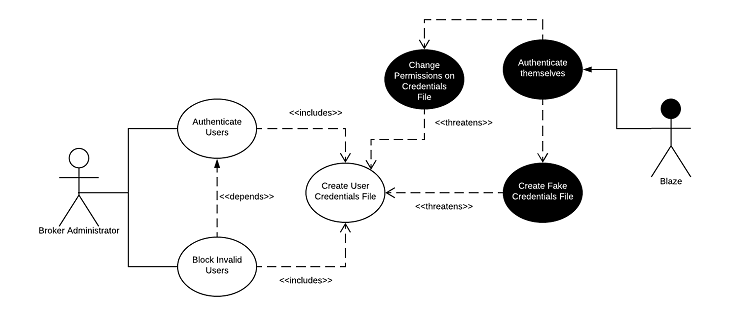 Change
Permissions on
Credentials
File
Authenticate
themselves
<<includes>>
Authenticate
Users
<<threatens>>
Blaze
Create User
Credentials File
Create Fake
Credentials File
<<depends>>
<<threatens>>
Broker Administrator
Block Invalid
Users
<<includes>>